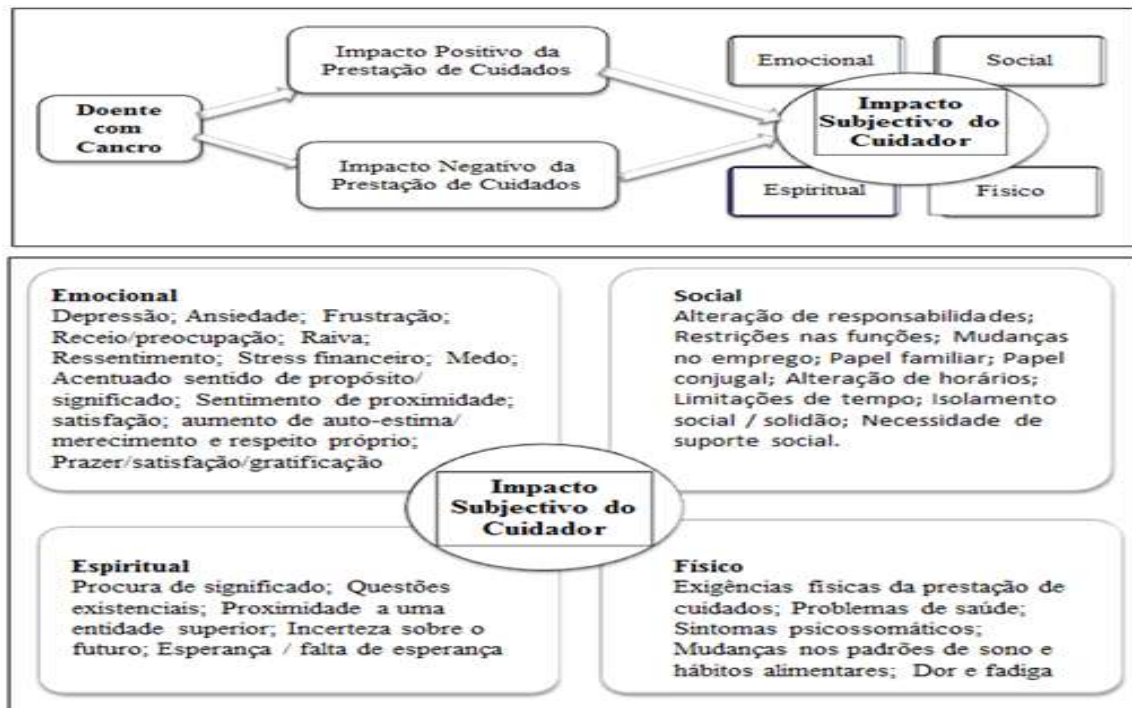 Doente
com
Cancro
Impacto Positivo da
Prestação de Cuidados
Impacto Negativo da
Prestação de Cuidados
Emocional
Social
Impacto
Subjectivo do
Cuidador
Espiritual
Físico
Emocional
Depressão; Ansiedade; Frustração;
Receio/preocupação; Raiva;
Ressentimento; Stress financeiro; Medo;
Acentuado sentido de propósito/
significado; Sentimento de proximidade;
satisfação; aumento de auto-estima/
merecimento e respeito próprio;
Prazer/satisfação/gratificação
Social
Alteração de responsabilidades;
Restrições nas funções; Mudanças
no emprego; Papel familiar; Papel
conjugal; Alteração de horários;
Limitações de tempo; Isolamento
social / solidão; Necessidade de
suporte social.
Impacto
Subjectivo do
Cuidador
Espiritual
Procura de significado; Questões
existenciais; Proximidade a uma
entidade superior; Incerteza sobre o
futuro; Esperança / falta de esperança
Físico
Exigências físicas da prestação de
cuidados; Problemas de saúde;
Sintomas psicossomáticos;
Mudanças nos padrões de sono e
hábitos alimentares; Dor e fadiga